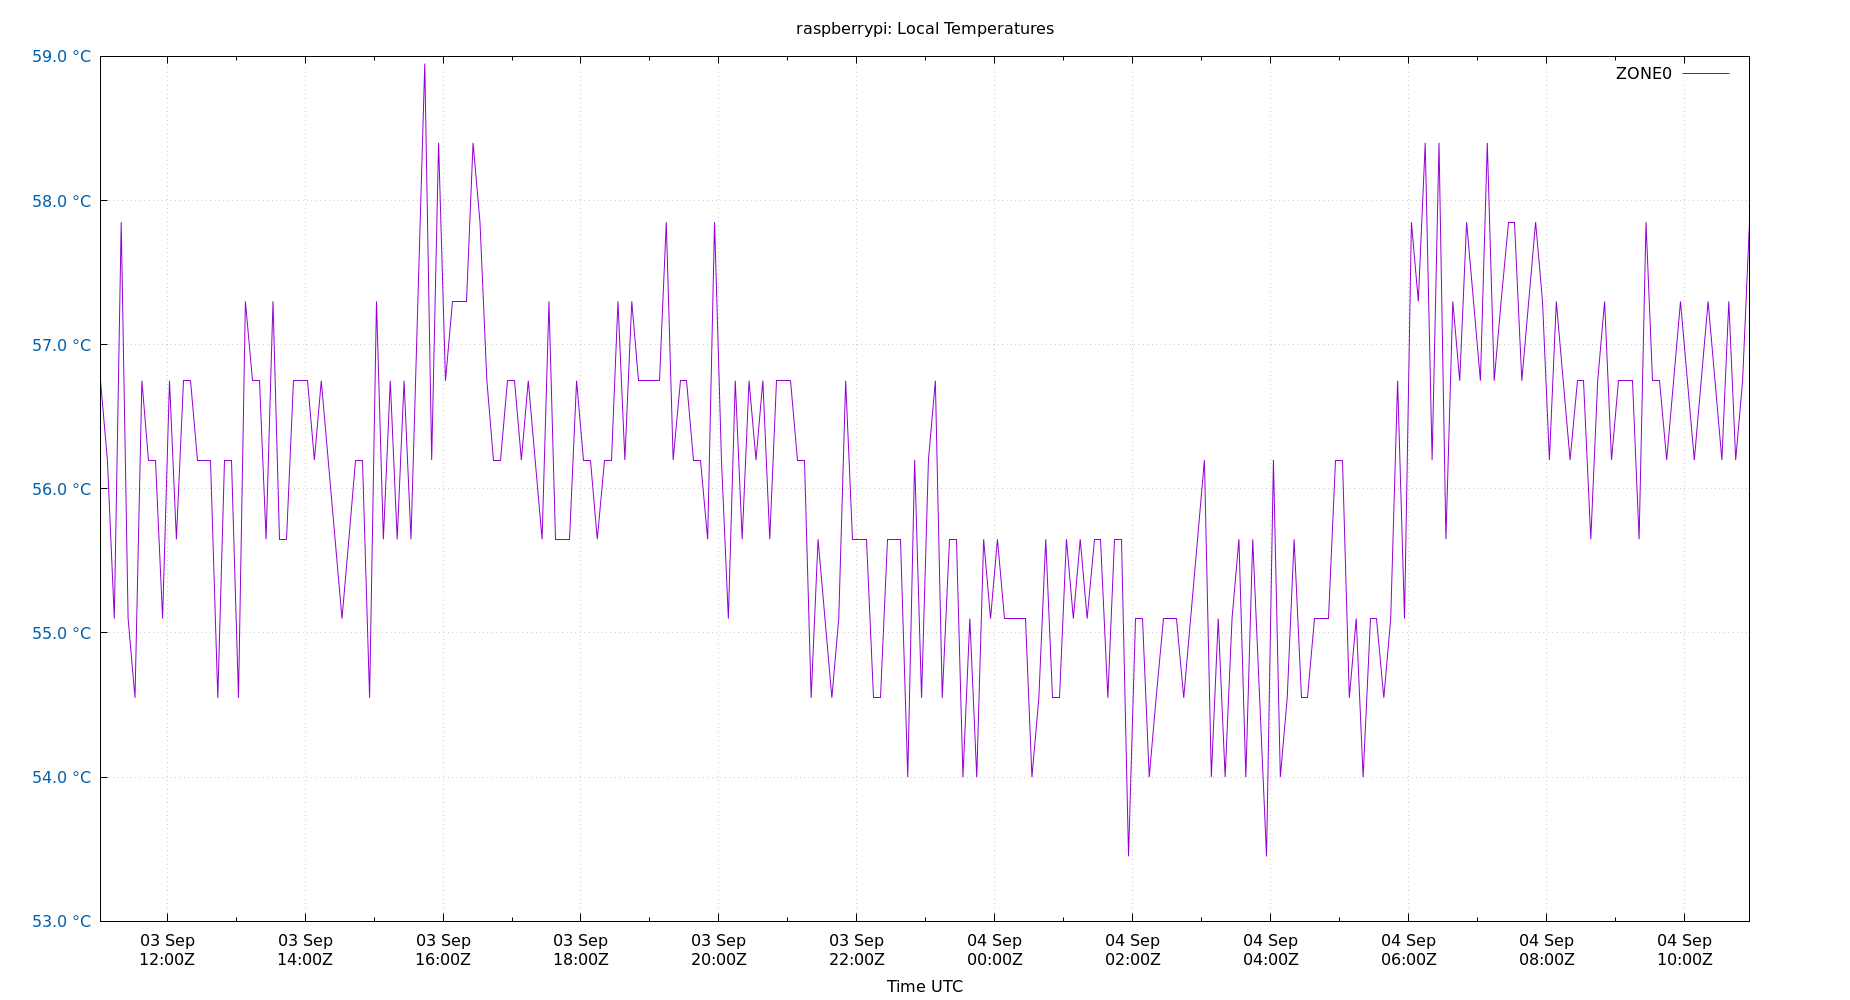 raspberrypi: Local Temperatures
59.0 °C
ZONE0
58.0 °C
57.0 °C
56.0 °C
55.0 °C
54.0 °C
53.0 °C
03 Sep 03 Sep 03 Sep 03 Sep 03 Sep 03 Sep 04 Sep 04 Sep 04 Sep 04 Sep 04 Sep 04 Sep
12:00Z 14:00Z 16:00Z 18:00Z 20:00Z 22:00Z 00:00Z 02:00Z 04:00Z 06:00Z 08:00Z 10:00Z
Time UTC